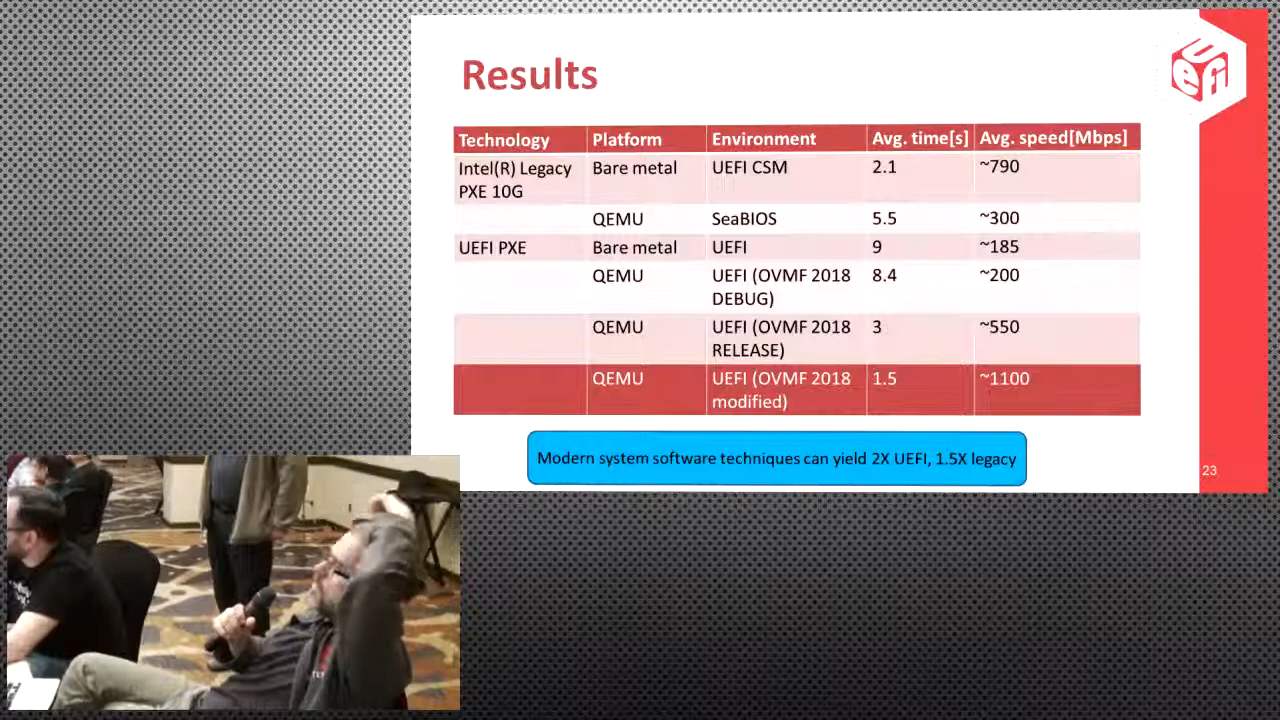 Results
UEFI
Technology Platform Environment Avg. time[s] Avg. speed[Mbps]
Intel(R) Legacy Bare metal UEFI CSM 2.1 ~790
PXE 10G
QEMU SeaBIOS 5.5 ~300
UEFI PXE Bare metal UEFI 9 ~185
QEMU UEFI (OVMF 2018 8.4 ~200
DEBUG)
QEMU UEFI (OVMF 2018 3 ~550
RELEASE)
QEMU UEFI (OVMF 2018 1.5 ~1100
modified)
Modern system software techniques can yield 2X UEFI, 1.5X legacy
23